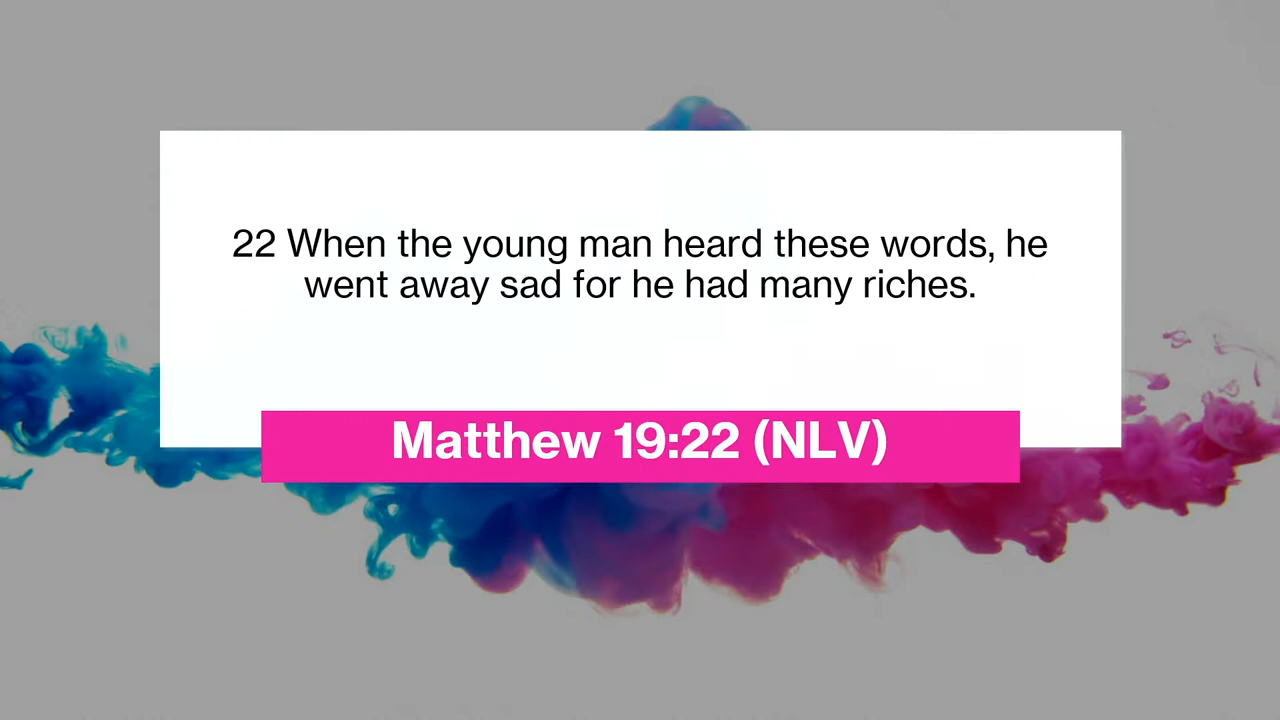 22 When the young man heard these words, he
went away sad for he had many riches.
Matthew 19:22 (NLV)